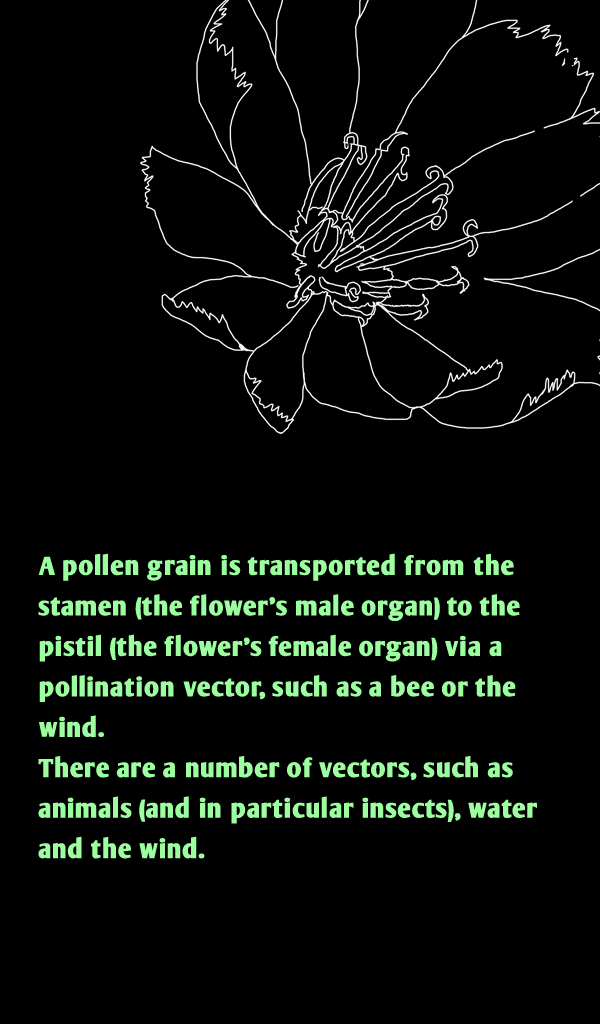 A pollen grain is transported from the
stamen (the flower’s male organ) to the
pistil (the flower’s female organ) via a
pollination vector, such as a bee or the
wind.
There are a number of vectors, such as
animals (and in particular insects), water
and the wind.